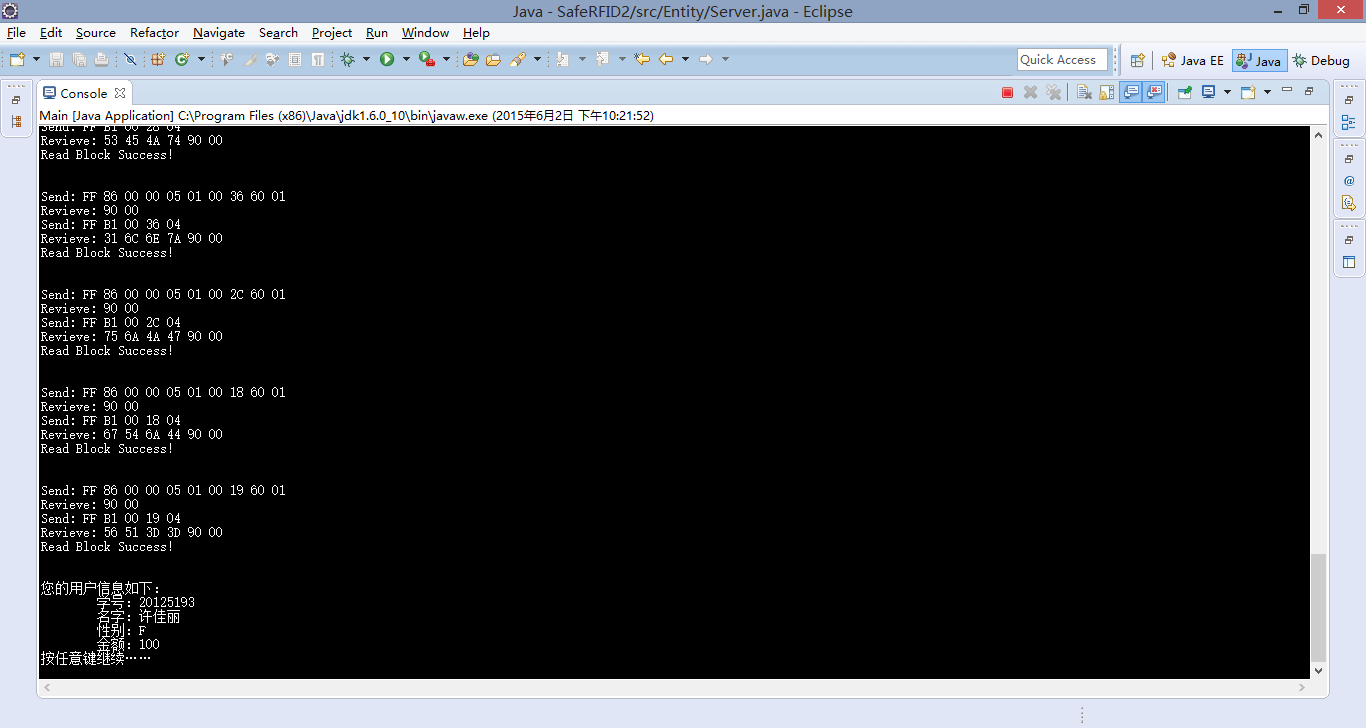 Java - SafeRFID2/src/Entity/Server.java - Eclipse
File Edit Source Refactor Navigate Search Project Run Window Help
Quick Access Java EE Java Debug
Console
Main [Java Application] C:\Program Files (x86)\Java\jdk1.6.0_10\bin\javaw.exe (2015年6月2日 下午10:21:52)
Send: FF B1 00 28 04
Revieve: 53 45 4A 74 90 00
Read Block Success!
Send: FF 86 00 00 05 01 00 36 60 01
Revieve: 90 00
Send: FF B1 00 36 04
Revieve: 31 6C 6E 7A 90 00
Read Block Success!
Send: FF 86 00 00 05 01 00 2C 60 01
Revieve: 90 00
Send: FF B1 00 2C 04
Revieve: 75 6A 4A 47 90 00
Read Block Success!
Send: FF 86 00 00 05 01 00 18 60 01
Revieve: 90 00
Send: FF B1 00 18 04
Revieve: 67 54 6A 44 90 00
Read Block Success!
Send: FF 86 00 00 05 01 00 19 60 01
Revieve: 90 00
Send: FF B1 00 19 04
Revieve: 56 51 3D 3D 90 00
Read Block Success!
您的用户信息如下:
学号: 20125193
名字: 许佳丽
性别: F
金额: 100
按任意键继续……